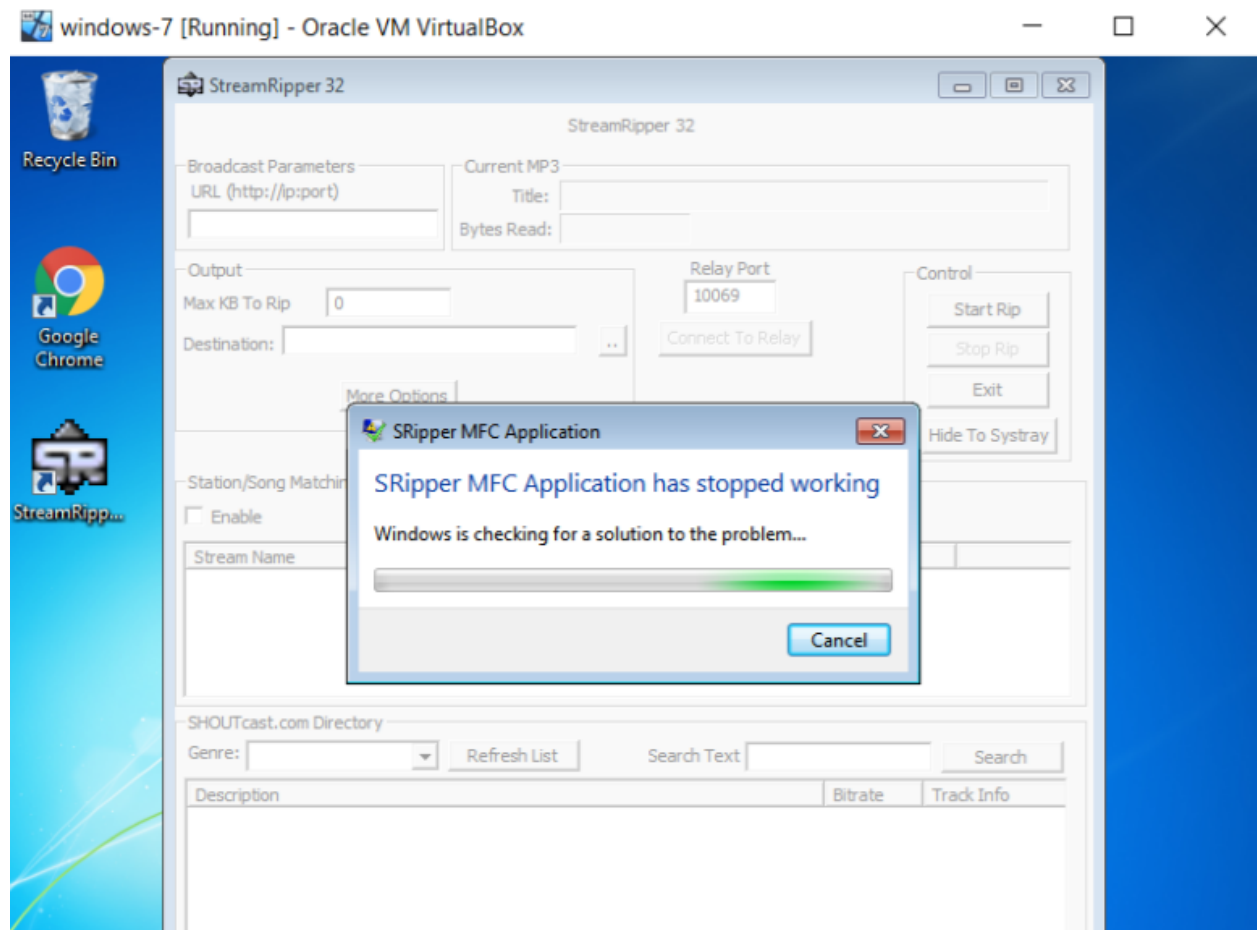 windows-7 [Running] - Oracle VM VirtualBox
Recycle Bin
Google
Chrome
StreamRipp...
StreamRipper 32
StreamRipper 32
Broadcast Parameters
URL (http://ip:port)
Current MP3
Title:
Bytes Read:
Output
Max KB To Rip 0
Destination: ..
More Options
Relay Port
10069
Connect To Relay
Control
Start Rip
Stop Rip
Exit
Hide To Systray
SRipper MFC Application
SRipper MFC Application has stopped working
Windows is checking for a solution to the problem...
Cancel
Station/Song Matchin
Enable
Stream Name
SHOUTcast.com Directory
Genre: Refresh List Search Text Search
Description Bitrate Track Info